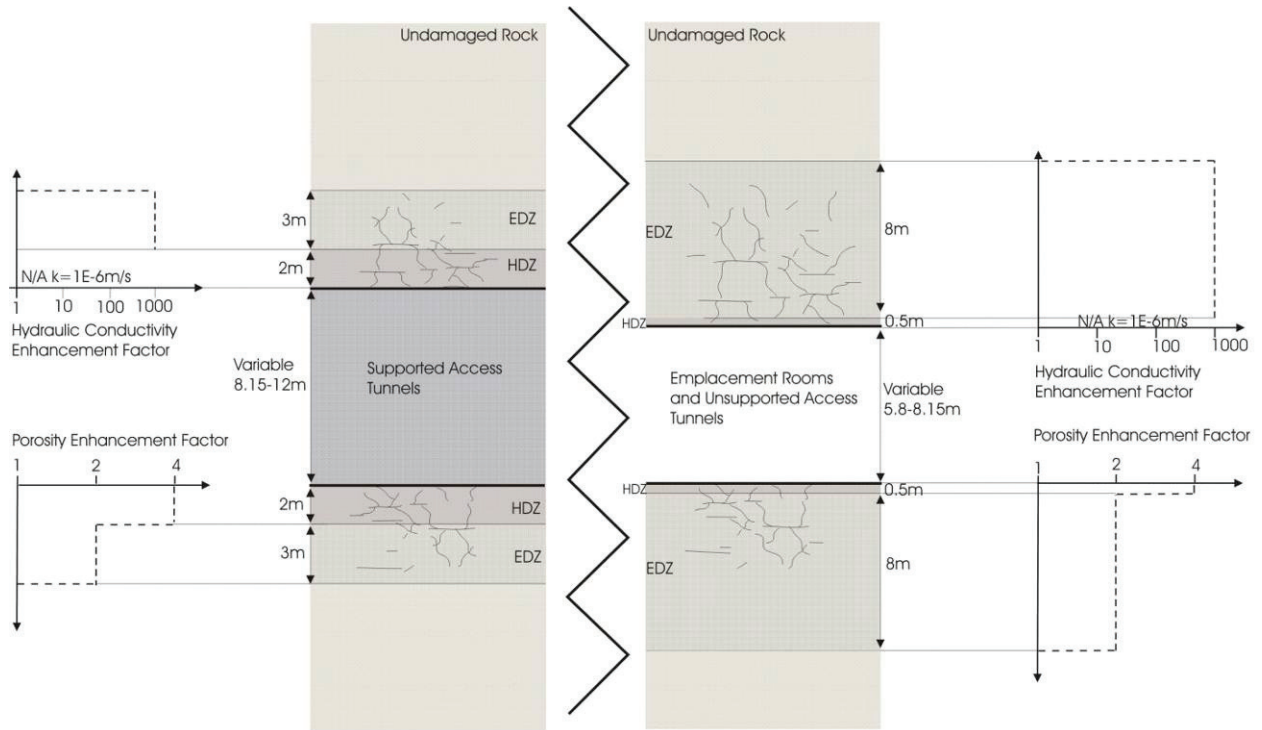 Undamaged Rock
3m
EDZ
2m
HDZ
N/A k=1E-6m/s
1 10 100 1000
Hydraulic Conductivity
Enhancement Factor
Variable
8.15-12m
Supported Access
Tunnels
Porosity Enhancement Factor
1 2 4
2m
HDZ
3m
EDZ
Undamaged Rock
EDZ
8m
HDZ
0.5m
N/A k=1E-6m/s
1 10 100 1000
Hydraulic Conductivity
Enhancement Factor
Emplacement Rooms
and Unsupported Access
Tunnels
Variable
5.8-8.15m
Porosity Enhancement Factor
1 2 4
HDZ
0.5m
EDZ
8m